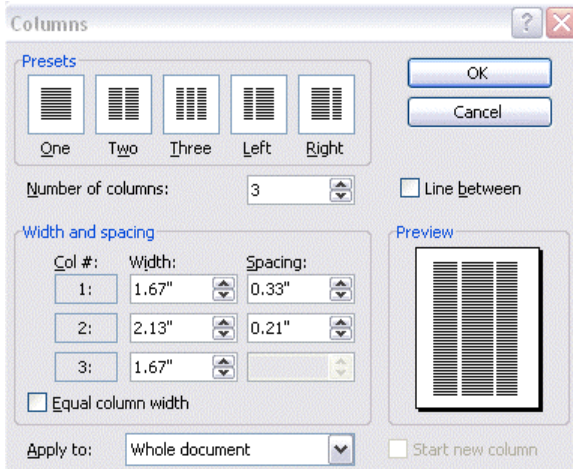 Columns
Presets
One Two Three Left Right
OK
Cancel
Number of columns: 3
Line between
Width and spacing
Col #: Width: Spacing:
1: 1.67" 0.33"
2: 2.13" 0.21"
3: 1.67"
Equal column width
Preview
Apply to: Whole document
Start new column